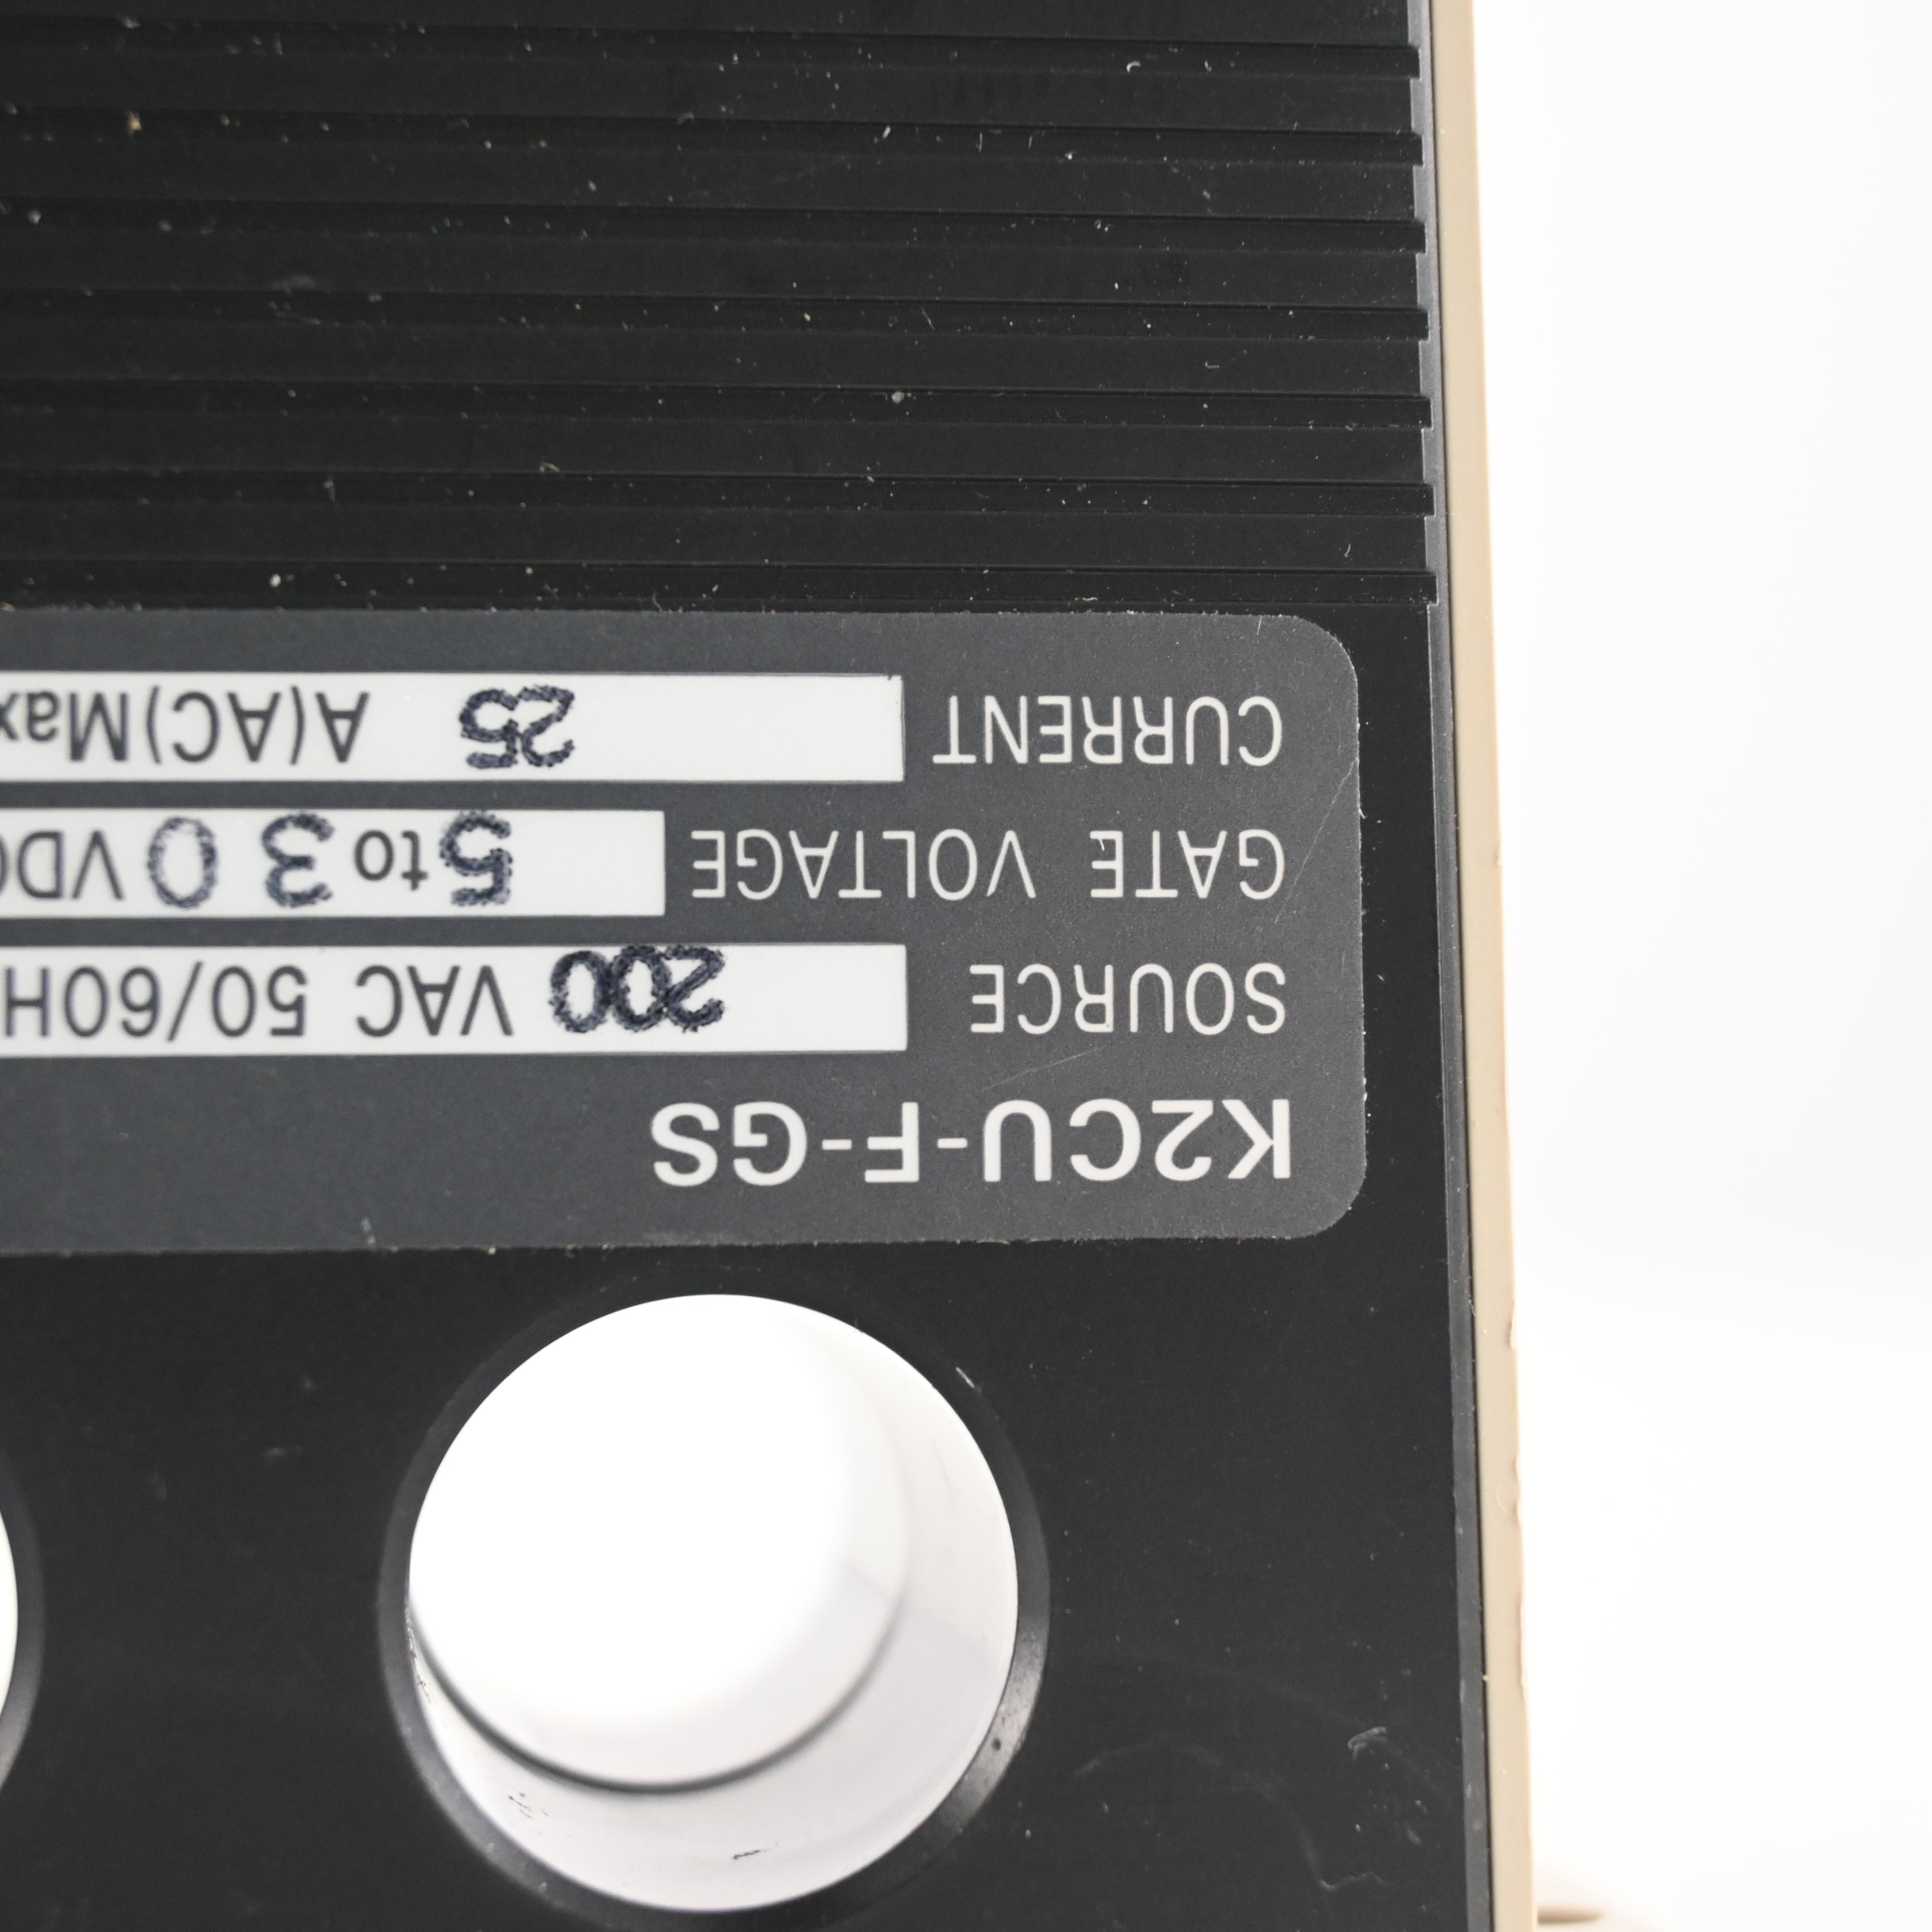 K2CU-F-GS
SOURCE 200 VAC 50/60H
GATE VOLTAGE 5 to 30 VDC
CURRENT 25 A(AC)Max